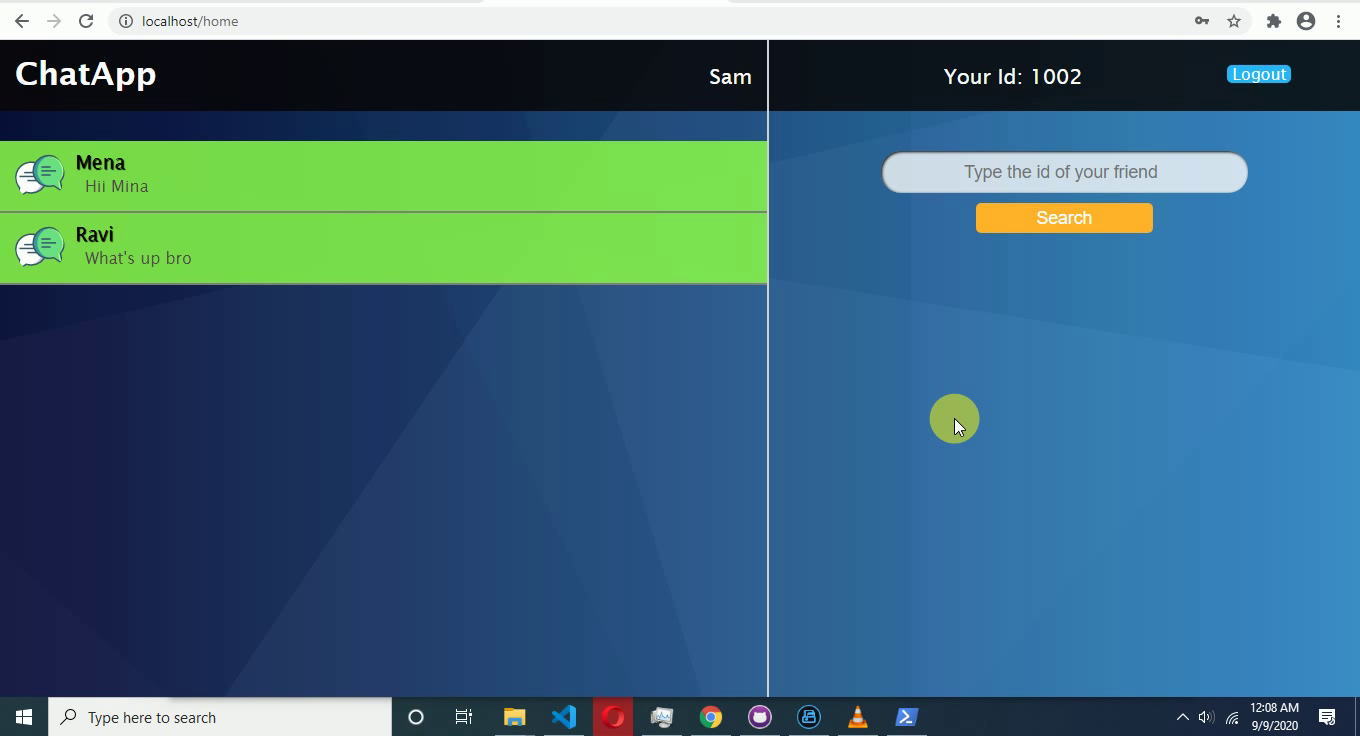 localhost/home
ChatApp
Sam
Your Id: 1002
Logout
Mena
Hii Mina
Ravi
What's up bro
Type the id of your friend
Search
Type here to search
12:08 AM
9/9/2020